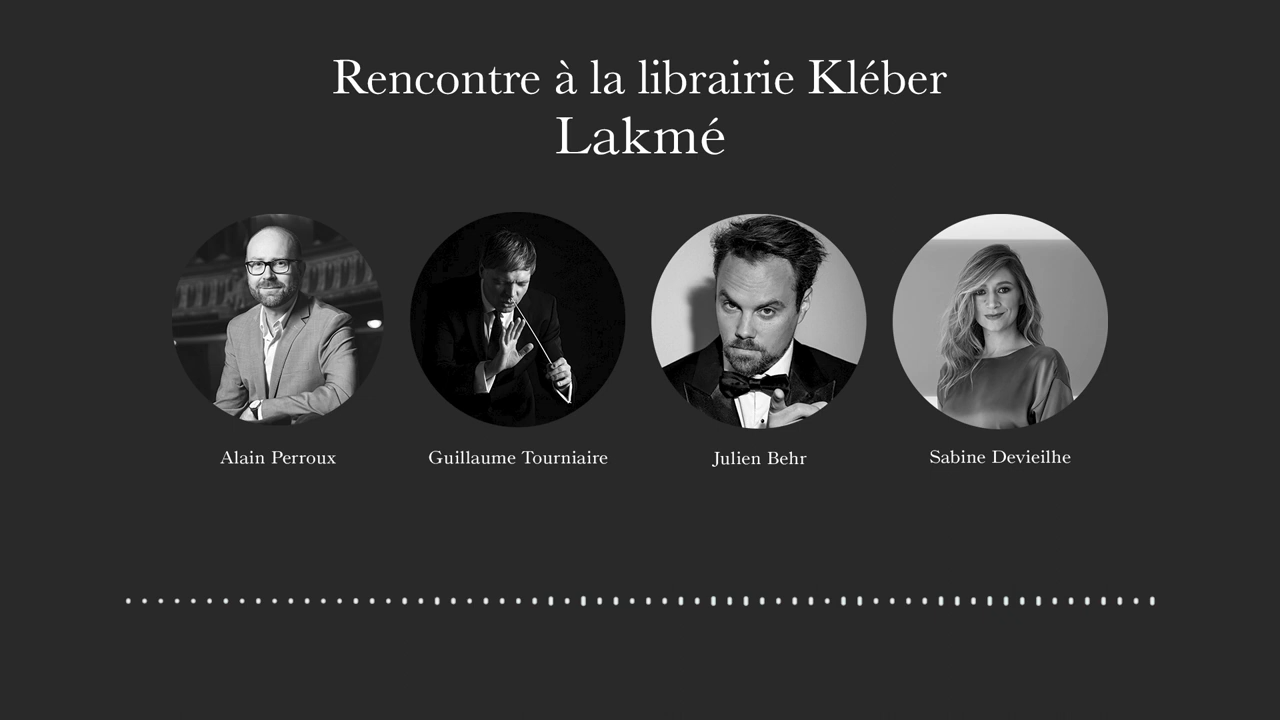 Rencontre à la librairie Kléber
Lakmé
Alain Perroux
Guillaume Tourniaire
Julien Behr
Sabine Devieilhe